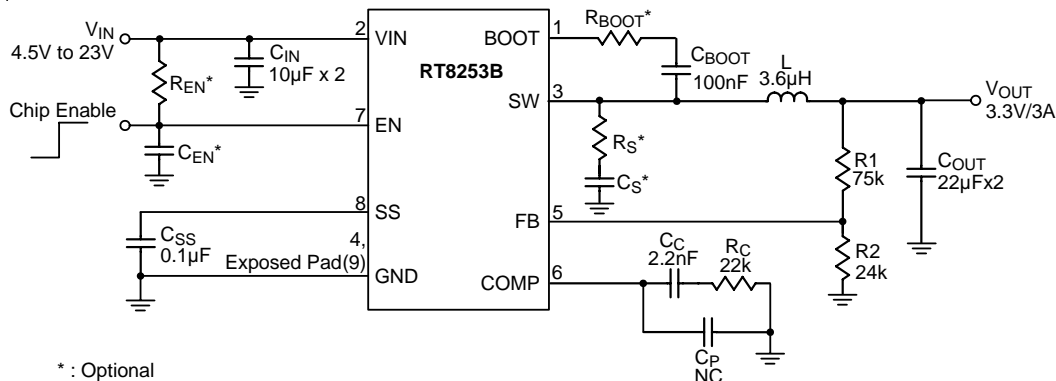 VIN
4.5V to 23V
REN*
CIN
10µF x 2
Chip Enable
CEN*
CSS
0.1µF
2
VIN
7
EN
8
SS
4,
Exposed Pad(9)
GND
RT8253B
BOOT
1
SW
3
FB
5
COMP
6
RBOOT*
CBOOT
100nF
L
3.6µH
RS*
CS*
VOUT
3.3V/3A
R1
75k
COUT
22µFx2
R2
24k
CC
2.2nF
RC
22k
CP
NC
* : Optional